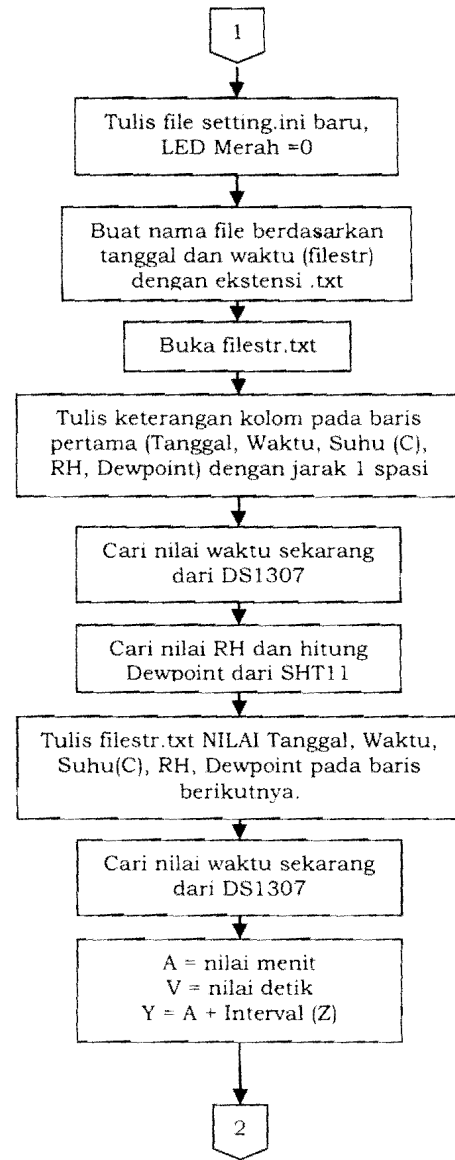 1
Tulis file setting.ini baru,
LED Merah =0
Buat nama file berdasarkan
tanggal dan waktu (filestr)
dengan ekstensi .txt
Buka filestr.txt
Tulis keterangan kolom pada baris
pertama (Tanggal, Waktu, Suhu (C),
RH, Dewpoint) dengan jarak 1 spasi
Cari nilai waktu sekarang
dari DS1307
Cari nilai RH dan hitung
Dewpoint dari SHT11
Tulis filestr.txt NILAI Tanggal, Waktu,
Suhu(C), RH, Dewpoint pada baris
berikutnya.
Cari nilai waktu sekarang
dari DS1307
A = nilai menit
V = nilai detik
Y = A + Interval (Z)
2